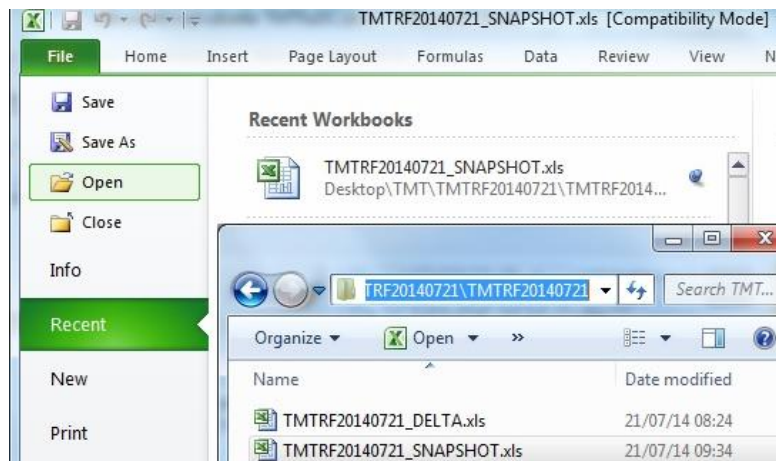 TMTRF20140721_SNAPSHOT.xls [Compatibility Mode]
File Home Insert Page Layout Formulas Data Review View
Save
Save As
Open
Close
Info
Recent
New
Print
Recent Workbooks
TMTRF20140721_SNAPSHOT.xls
Desktop\TMT\TMTRF20140721\TMTRF2014...
TRF20140721\TMTRF20140721 Search TMT...
Organize Open »
Name Date modified
TMTRF20140721_DELTA.xls 21/07/14 08:24
TMTRF20140721_SNAPSHOT.xls 21/07/14 09:34